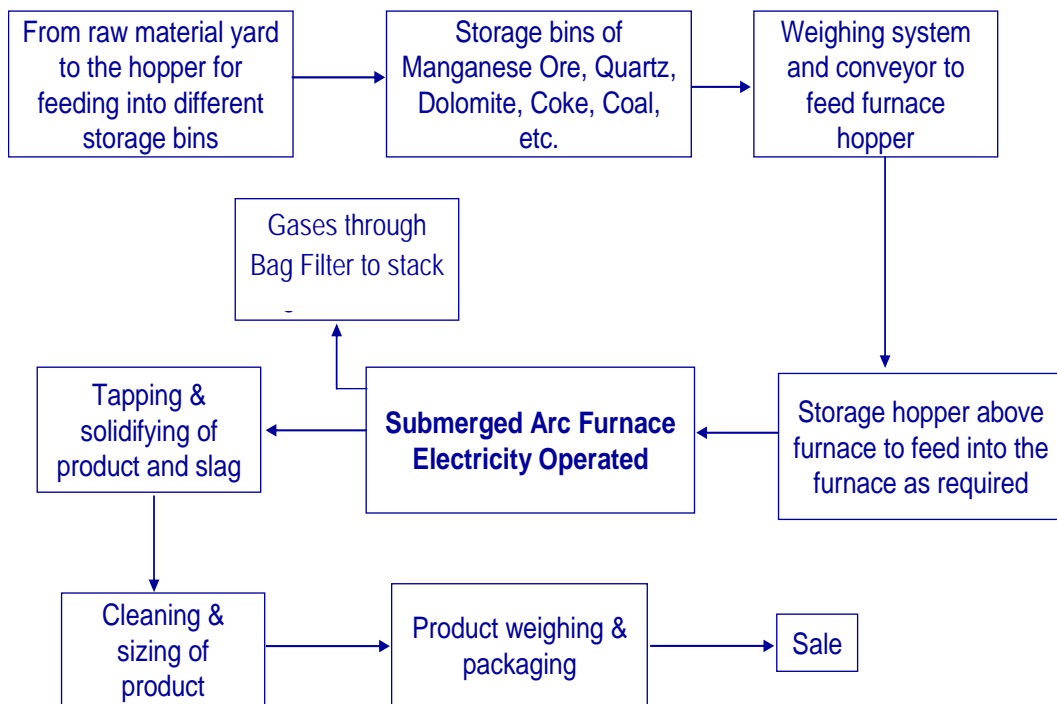 From raw material yard
to the hopper for
feeding into different
storage bins
Storage bins of
Manganese Ore, Quartz,
Dolomite, Coke, Coal,
etc.
Weighing system
and conveyor to
feed furnace
hopper
Gases through
Bag Filter to stack
Tapping &
solidifying of
product and slag
Submerged Arc Furnace
Electricity Operated
Storage hopper above
furnace to feed into the
furnace as required
Cleaning &
sizing of
product
Product weighing &
packaging
Sale